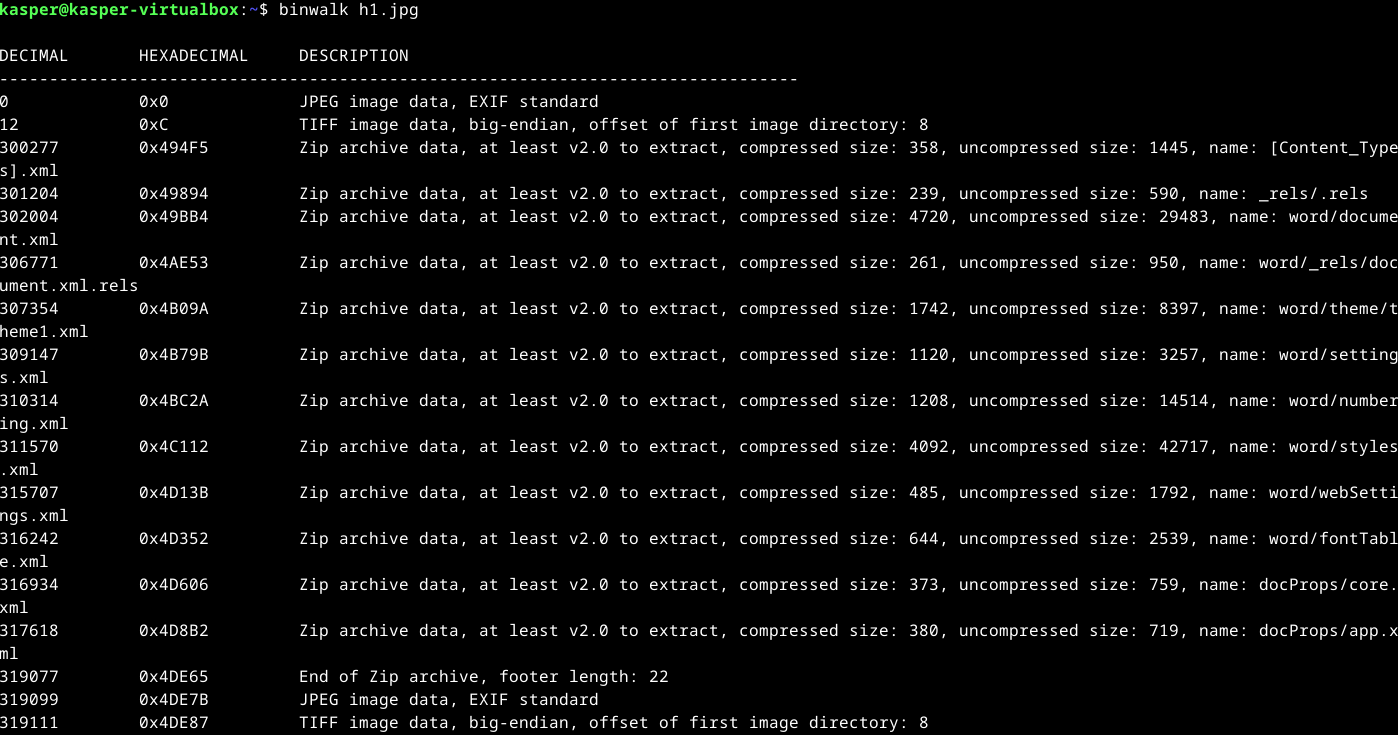 kasper@kasper-virtualbox:~$ binwalk h1.jpg
DECIMAL       HEXADECIMAL     DESCRIPTION
--------------------------------------------------------------------------------
0             0x0             JPEG image data, EXIF standard
12            0xC             TIFF image data, big-endian, offset of first image directory: 8
300277        0x494F5         Zip archive data, at least v2.0 to extract, compressed size: 358, uncompressed size: 1445, name: [Content_Type
s].xml
301204        0x49894         Zip archive data, at least v2.0 to extract, compressed size: 239, uncompressed size: 590, name: _rels/.rels
302004        0x49BB4         Zip archive data, at least v2.0 to extract, compressed size: 4720, uncompressed size: 29483, name: word/docume
nt.xml
306771        0x4AE53         Zip archive data, at least v2.0 to extract, compressed size: 261, uncompressed size: 950, name: word/_rels/doc
ument.xml.rels
307354        0x4B09A         Zip archive data, at least v2.0 to extract, compressed size: 1742, uncompressed size: 8397, name: word/theme/t
heme1.xml
309147        0x4B79B         Zip archive data, at least v2.0 to extract, compressed size: 1120, uncompressed size: 3257, name: word/setting
s.xml
310314        0x4BC2A         Zip archive data, at least v2.0 to extract, compressed size: 1208, uncompressed size: 14514, name: word/number
ing.xml
311570        0x4C112         Zip archive data, at least v2.0 to extract, compressed size: 4092, uncompressed size: 42717, name: word/styles
.xml
315707        0x4D13B         Zip archive data, at least v2.0 to extract, compressed size: 485, uncompressed size: 1792, name: word/webSetti
ngs.xml
316242        0x4D352         Zip archive data, at least v2.0 to extract, compressed size: 644, uncompressed size: 2539, name: word/fontTabl
e.xml
316934        0x4D606         Zip archive data, at least v2.0 to extract, compressed size: 373, uncompressed size: 759, name: docProps/core.
xml
317618        0x4D8B2         Zip archive data, at least v2.0 to extract, compressed size: 380, uncompressed size: 719, name: docProps/app.x
ml
319077        0x4DE65         End of Zip archive, footer length: 22
319099        0x4DE7B         JPEG image data, EXIF standard
319111        0x4DE87         TIFF image data, big-endian, offset of first image directory: 8